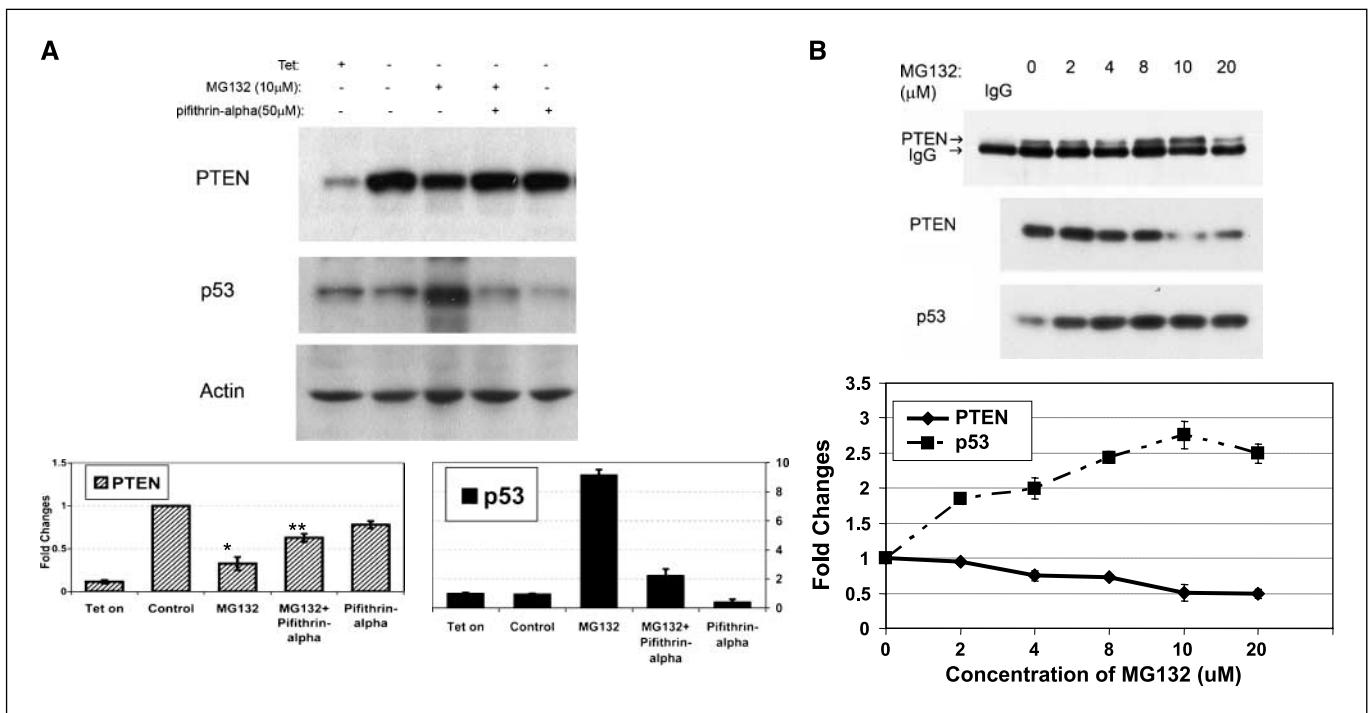 A
Tet: + - - - -
MG132 (10μM): - - + + -
pifithrin-alpha(50μM): - - - + +
PTEN
p53
Actin
1.5
1
0.5
0
Fold Changes
PTEN
*
**
Tet on Control MG132 MG132+ Pifithrin-alpha Pifithrin-alpha
p53
10
8
6
4
2
0
Tet on Control MG132 MG132+ Pifithrin-alpha Pifithrin-alpha
B
MG132: 0 2 4 8 10 20
(μM) IgG
PTEN→
IgG →
PTEN
p53
3.5
3
2.5
2
1.5
1
0.5
0
Fold Changes
PTEN
p53
0 2 4 8 10 20
Concentration of MG132 (uM)